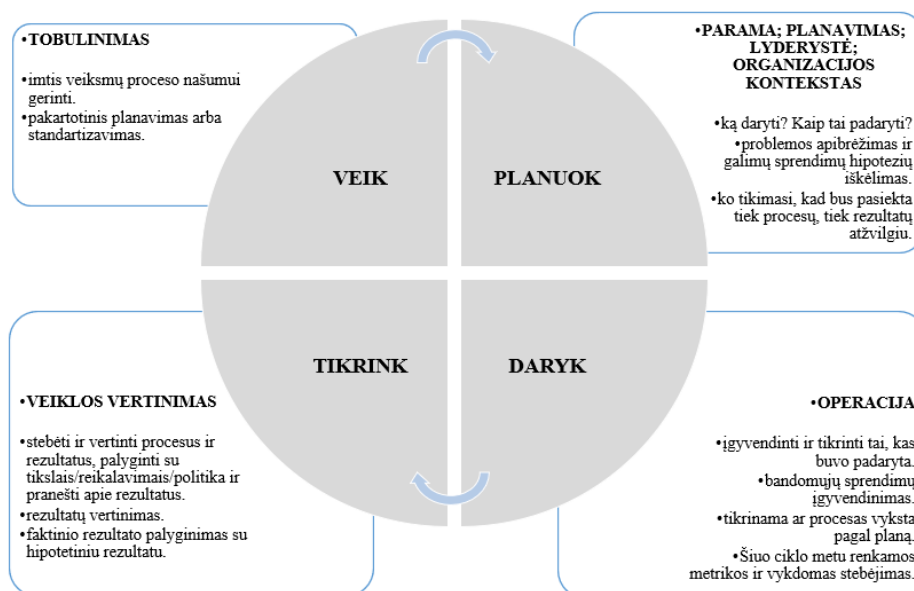 •TOBULINIMAS
•imtis veiksmų proceso našumui
gerinti.
•pakartotinis planavimas arba
standartizavimas.
•PARAMA; PLANAVIMAS;
LYDERYSTĖ;
ORGANIZACIJOS
KONTEKSTAS
•ką daryti? Kaip tai padaryti?
•problemos apibrėžimas ir
galimų sprendimų hipotezių
iškėlimas.
•ko tikimasi, kad bus pasiekta
tiek procesų, tiek rezultatų
atžvilgiu.
VEIK
PLANUOK
TIKRINK
DARYK
•VEIKLOS VERTINIMAS
•stebėti ir vertinti procesus ir
rezultatus, palyginti su
tikslais/reikalavimais/politika ir
pranešti apie rezultatus.
•rezultatų vertinimas.
•faktinio rezultato palyginimas su
hipotetiniu rezultatu.
•OPERACIJA
•įgyvendinti ir tikrinti tai, kas
buvo padaryta.
•bandomųjų sprendimų
įgyvendinimas.
•tikrinama ar procesas vyksta
pagal planą.
•Šiuo ciklo metu renkamos
metrikos ir vykdomas stebėjimas.